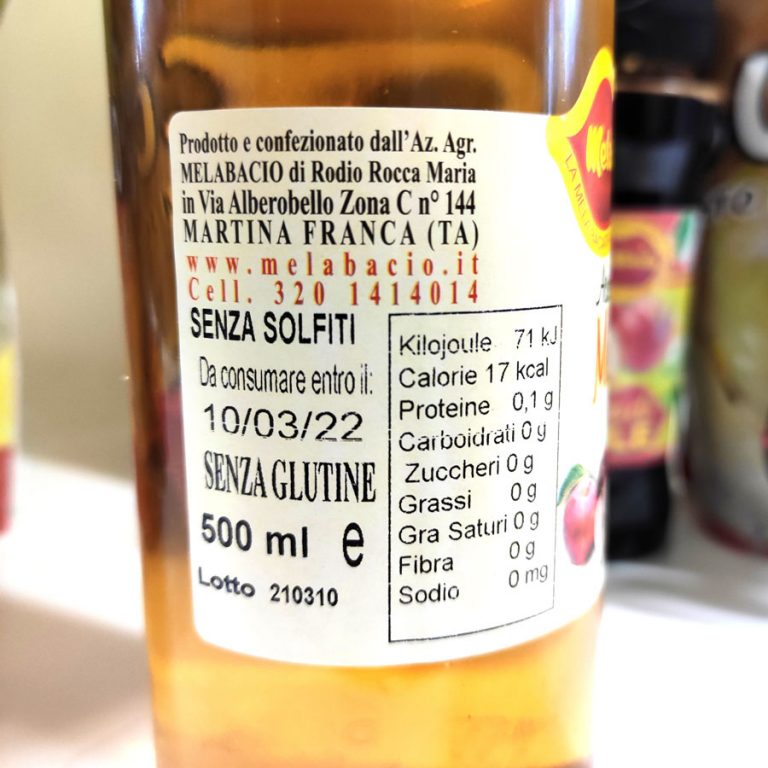 Prodotto e confezionato dall'Az. Agr.
MELABACIO di Rodio Rocca Maria
in Via Alberobello Zona C n° 144
MARTINA FRANCA (TA)
www.melabacio.it
Cell. 320 1414014
SENZA SOLFITI
Da consumare entro il:
10/03/22
SENZA GLUTINE
500 ml e
Lotto 210310
Kilojoule 71 kJ
Calorie 17 kcal
Proteine 0,1 g
Carboidrati 0 g
Zuccheri 0 g
Grassi 0 g
Gra Saturi 0 g
Fibra 0 g
Sodio 0 mg